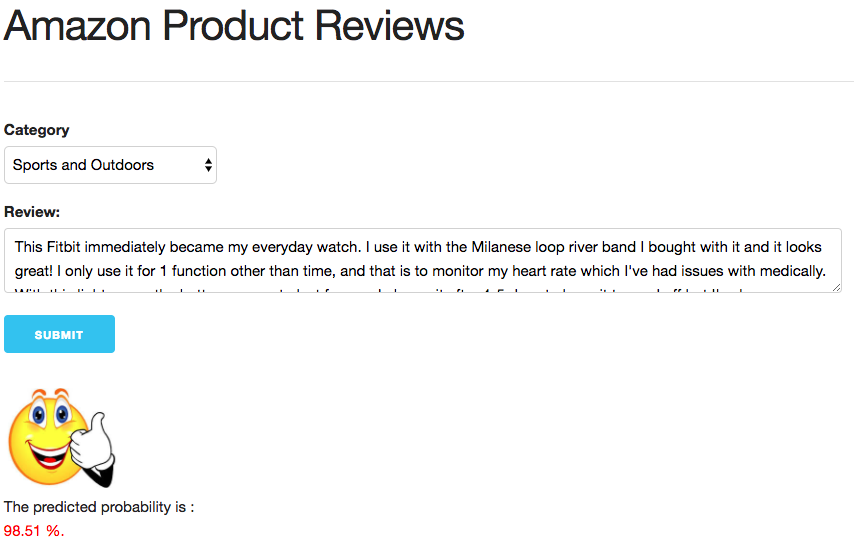 Amazon Product Reviews
Category
Sports and Outdoors
Review:
This Fitbit immediately became my everyday watch. I use it with the Milanese loop river band I bought with it and it looks
great! I only use it for 1 function other than time, and that is to monitor my heart rate which I've had issues with medically.
SUBMIT
The predicted probability is :
98.51 %.